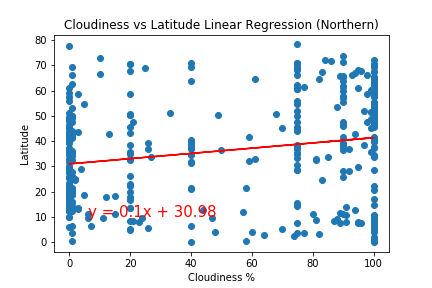 Cloudiness vs Latitude Linear Regression (Northern)
80
70
60
50
40
30
20
10
0
Latitude
y = 0.1x + 30.98
0 20 40 60 80 100
Cloudiness %